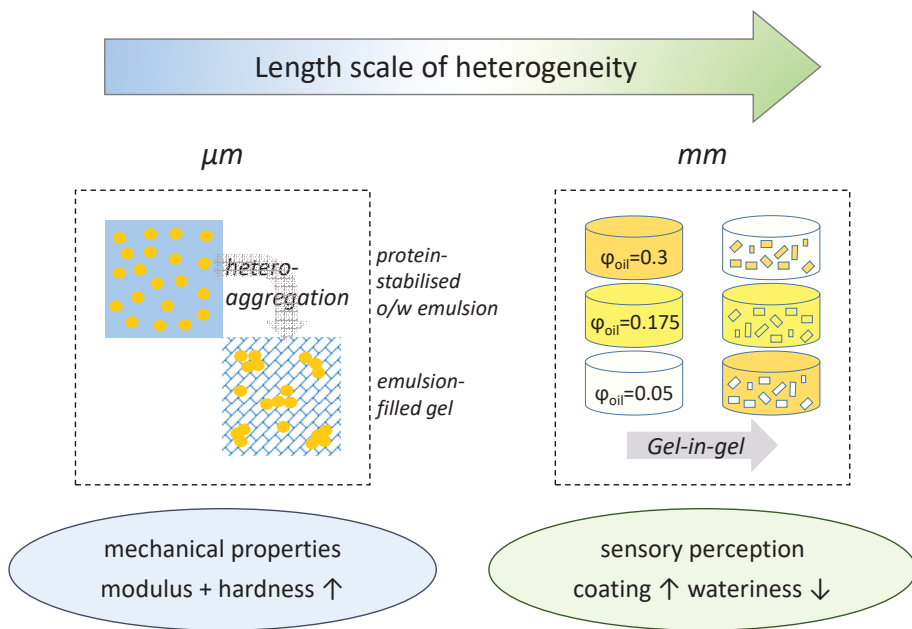 Length scale of heterogeneity
μm
mm
hetero-
aggregation
protein-
stabilised
o/w emulsion
emulsion-
filled gel
φoil=0.3
φoil=0.175
φoil=0.05
Gel-in-gel
mechanical properties
modulus + hardness ↑
sensory perception
coating ↑ wateriness ↓